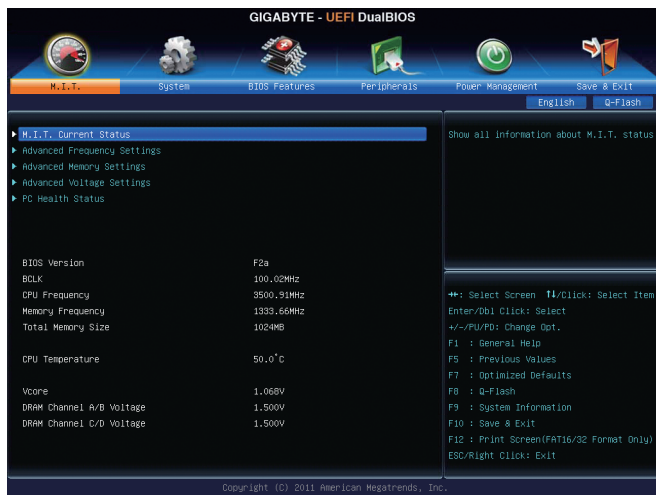 GIGABYTE - UEFI DualBIOS
M.I.T. System BIOS Features Peripherals Power Management Save & Exit
English Q-Flash
M.I.T. Current Status
Advanced Frequency Settings
Advanced Memory Settings
Advanced Voltage Settings
PC Health Status
BIOS Version F2a
BCLK 100.02MHz
CPU Frequency 3500.91MHz
Memory Frequency 1333.66MHz
Total Memory Size 1024MB
CPU Temperature 50.0°C
Vcore 1.068V
DRAM Channel A/B Voltage 1.500V
DRAM Channel C/D Voltage 1.500V
Show all information about M.I.T. status
→←: Select Screen ↑↓/Click: Select Item
Enter/Dbl Click: Select
+/-/PU/PD: Change Opt.
F1 : General Help
F5 : Previous Values
F7 : Optimized Defaults
F8 : Q-Flash
F9 : System Information
F10 : Save & Exit
F12 : Print Screen(FAT16/32 Format Only)
ESC/Right Click: Exit
Copyright (C) 2011 American Megatrends, Inc.